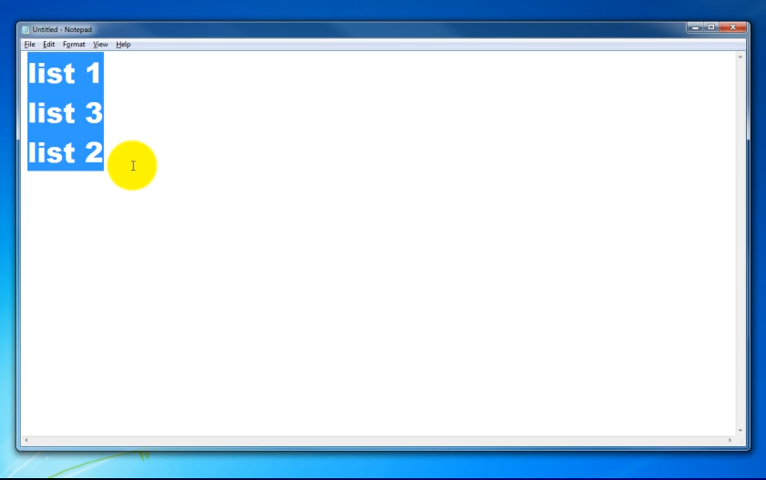 Untitled - Notepad
File Edit Format View Help
list 1
list 3
list 2